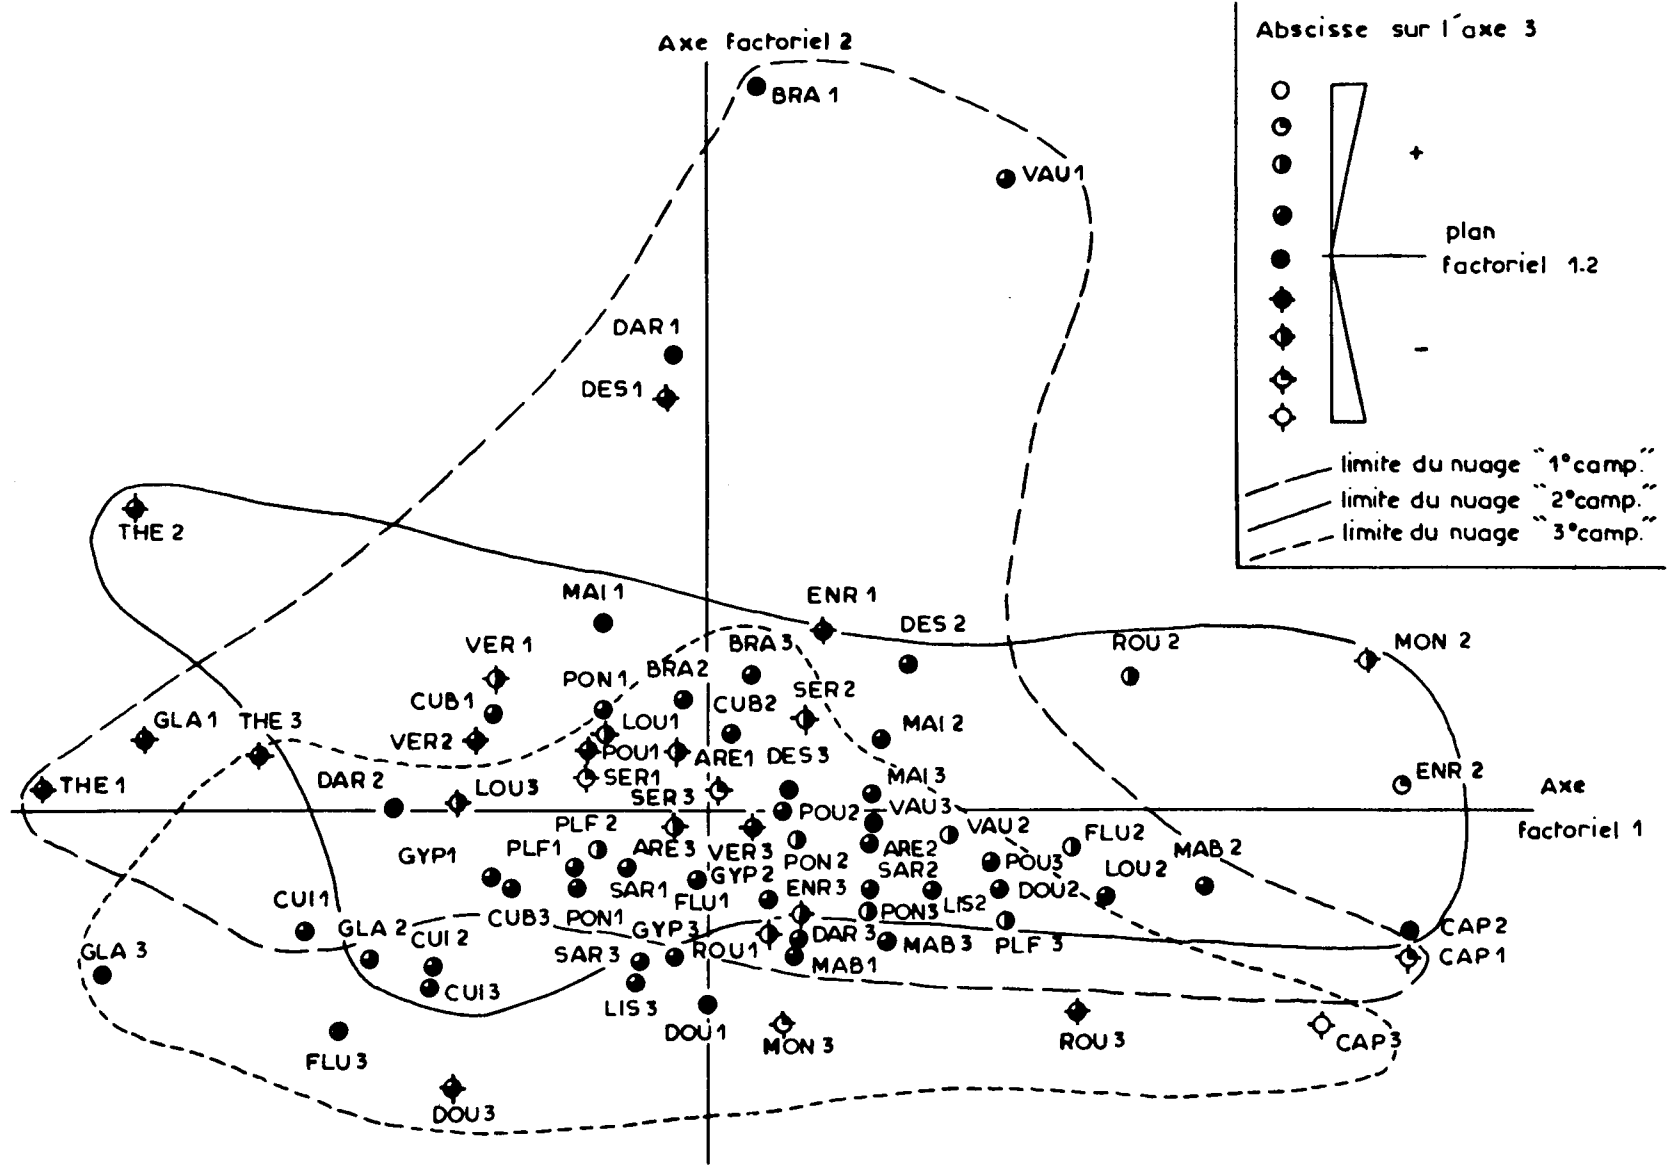 Axe factoriel 2
BRA 1
VAU 1
DAR 1
DES 1
THE 2
MAI 1
ENR 1
DES 2
ROU 2
MON 2
VER 1
BRA 3
BRA 2
PON 1
SER 2
CUB 1
CUB 2
GLA 1
THE 3
LOU 1
MAI 2
VER 2
POU 1
ARE 1
DES 3
ENR 2
THE 1
DAR 2
SER 1
MAI 3
LOU 3
SER 3
VAU 3
POU 2
Axe
factoriel 1
PLF 2
VAU 2
FLU 2
PLF 1
ARE 3
VER 3
ARE 2
MAB 2
GYP 1
PON 2
POU 3
SAR 2
LOU 2
SAR 1
GYP 2
ENR 3
DOU 2
FLU 1
LIS 2
CUI 1
CUB 3
PON 1
PON 3
GLA 2
CUI 2
GYP 3
DAR 3
MAB 3
PLF 3
CAP 2
GLA 3
SAR 3
ROU 1
MAB 1
CAP 1
CUI 3
LIS 3
DOU 1
MON 3
ROU 3
CAP 3
FLU 3
DOU 3
Abscisse sur l'axe 3
+
plan
factoriel 1.2
-
limite du nuage "1°camp."
limite du nuage "2°camp."
limite du nuage "3°camp."